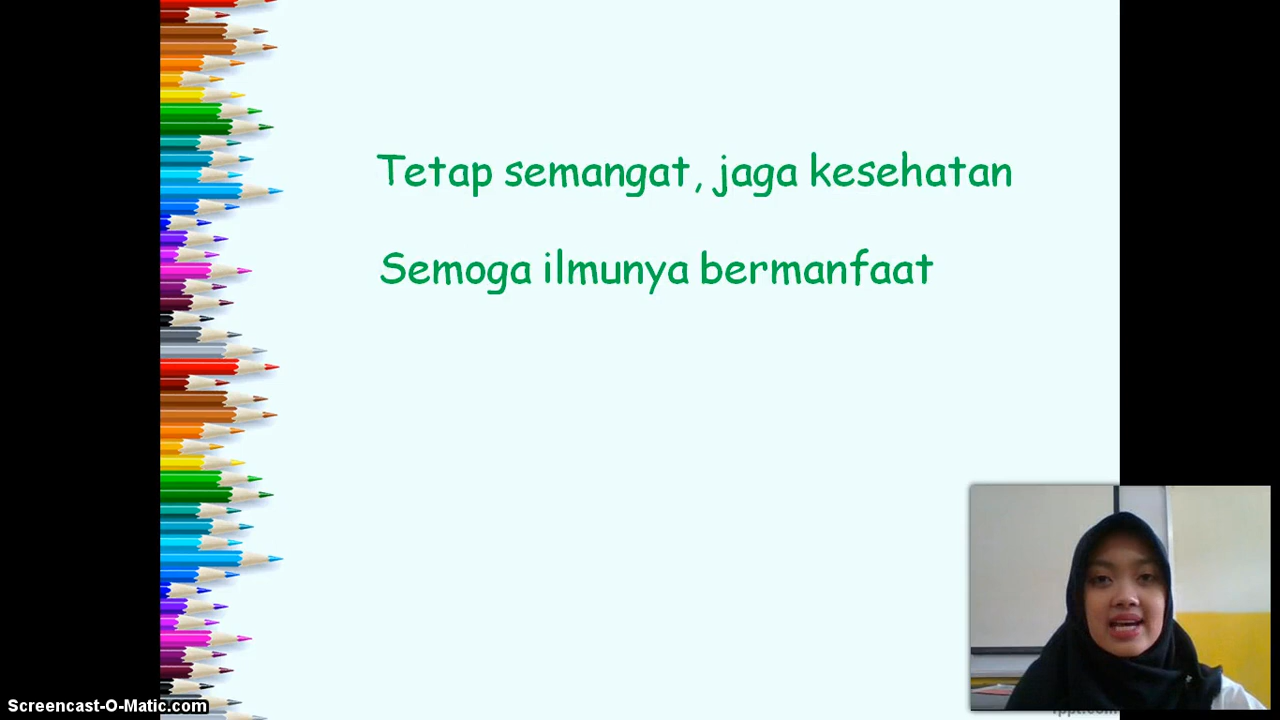 Tetap semangat, jaga kesehatan
Semoga ilmunya bermanfaat
Screencast-O-Matic.com